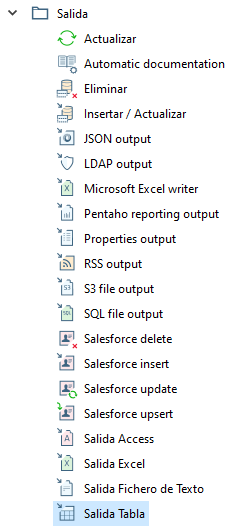 Salida
Actualizar
Automatic documentation
Eliminar
Insertar / Actualizar
JSON output
LDAP output
Microsoft Excel writer
Pentaho reporting output
Properties output
RSS output
S3 file output
SQL file output
Salesforce delete
Salesforce insert
Salesforce update
Salesforce upsert
Salida Access
Salida Excel
Salida Fichero de Texto
Salida Tabla